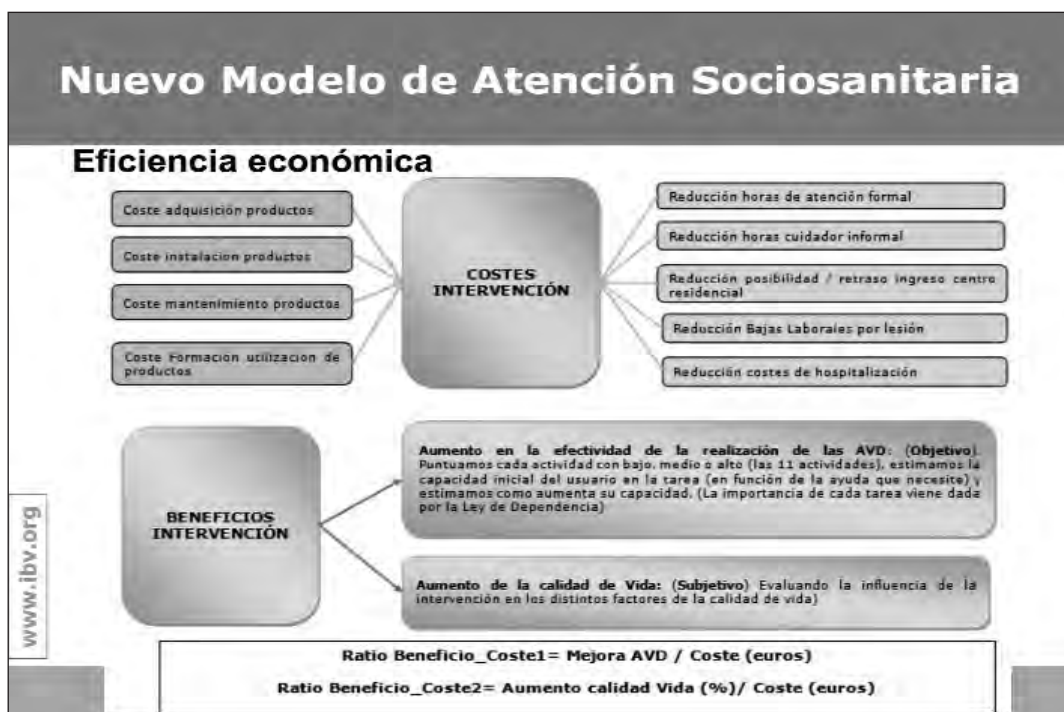 Nuevo Modelo de Atención Sociosanitaria
Eficiencia económica
Coste adquisición productos
Coste instalacion productos
Coste mantenimiento productos
Coste Formacion utilizacion de
productos
COSTES
INTERVENCIÓN
Reducción horas de atención formal
Reducción horas cuidador informal
Reducción posibilidad / retraso ingreso centro
residencial
Reducción Bajas Laborales por lesión
Reducción costes de hospitalización
BENEFICIOS
INTERVENCIÓN
Aumento en la efectividad de la realización de las AVD: (Objetivo).
Puntuamos cada actividad con bajo, medio o alto (las 11 actividades), estimamos la
capacidad inicial del usuario en la tarea (en función de la ayuda que necesite) y
estimamos como aumenta su capacidad. (La importancia de cada tarea viene dada
por la Ley de Dependencia)
Aumento de la calidad de Vida: (Subjetivo) Evaluando la influencia de la
intervención en los distintos factores de la calidad de vida)
Ratio Beneficio_Coste1= Mejora AVD / Coste (euros)
Ratio Beneficio_Coste2= Aumento calidad Vida (%)/ Coste (euros)
www.ibv.org